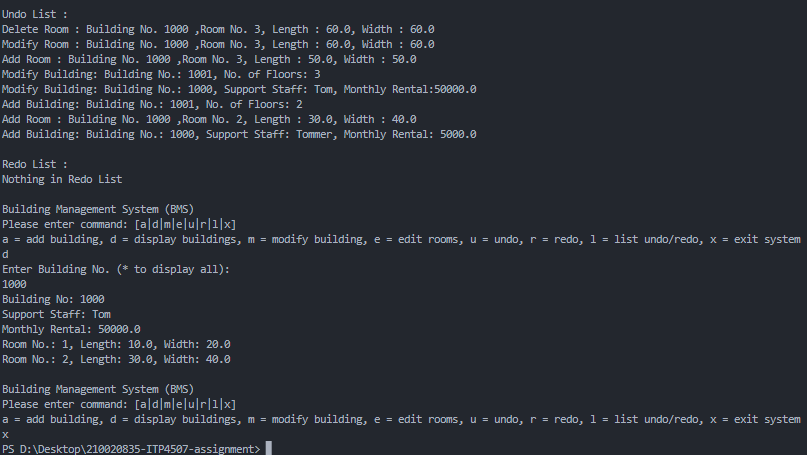 Undo List :
Delete Room : Building No. 1000 ,Room No. 3, Length : 60.0, Width : 60.0
Modify Room : Building No. 1000 ,Room No. 3, Length : 60.0, Width : 60.0
Add Room : Building No. 1000 ,Room No. 3, Length : 50.0, Width : 50.0
Modify Building: Building No.: 1001, No. of Floors: 3
Modify Building: Building No.: 1000, Support Staff: Tom, Monthly Rental:50000.0
Add Building: Building No.: 1001, No. of Floors: 2
Add Room : Building No. 1000 ,Room No. 2, Length : 30.0, Width : 40.0
Add Building: Building No.: 1000, Support Staff: Tommer, Monthly Rental: 5000.0
Redo List :
Nothing in Redo List
Building Management System (BMS)
Please enter command: [a|d|m|e|u|r|l|x]
a = add building, d = display buildings, m = modify building, e = edit rooms, u = undo, r = redo, l = list undo/redo, x = exit system
d
Enter Building No. (* to display all):
1000
Building No: 1000
Support Staff: Tom
Monthly Rental: 50000.0
Room No.: 1, Length: 10.0, Width: 20.0
Room No.: 2, Length: 30.0, Width: 40.0
Building Management System (BMS)
Please enter command: [a|d|m|e|u|r|l|x]
a = add building, d = display buildings, m = modify building, e = edit rooms, u = undo, r = redo, l = list undo/redo, x = exit system
x
PS D:\Desktop\210020835-ITP4507-assignment>